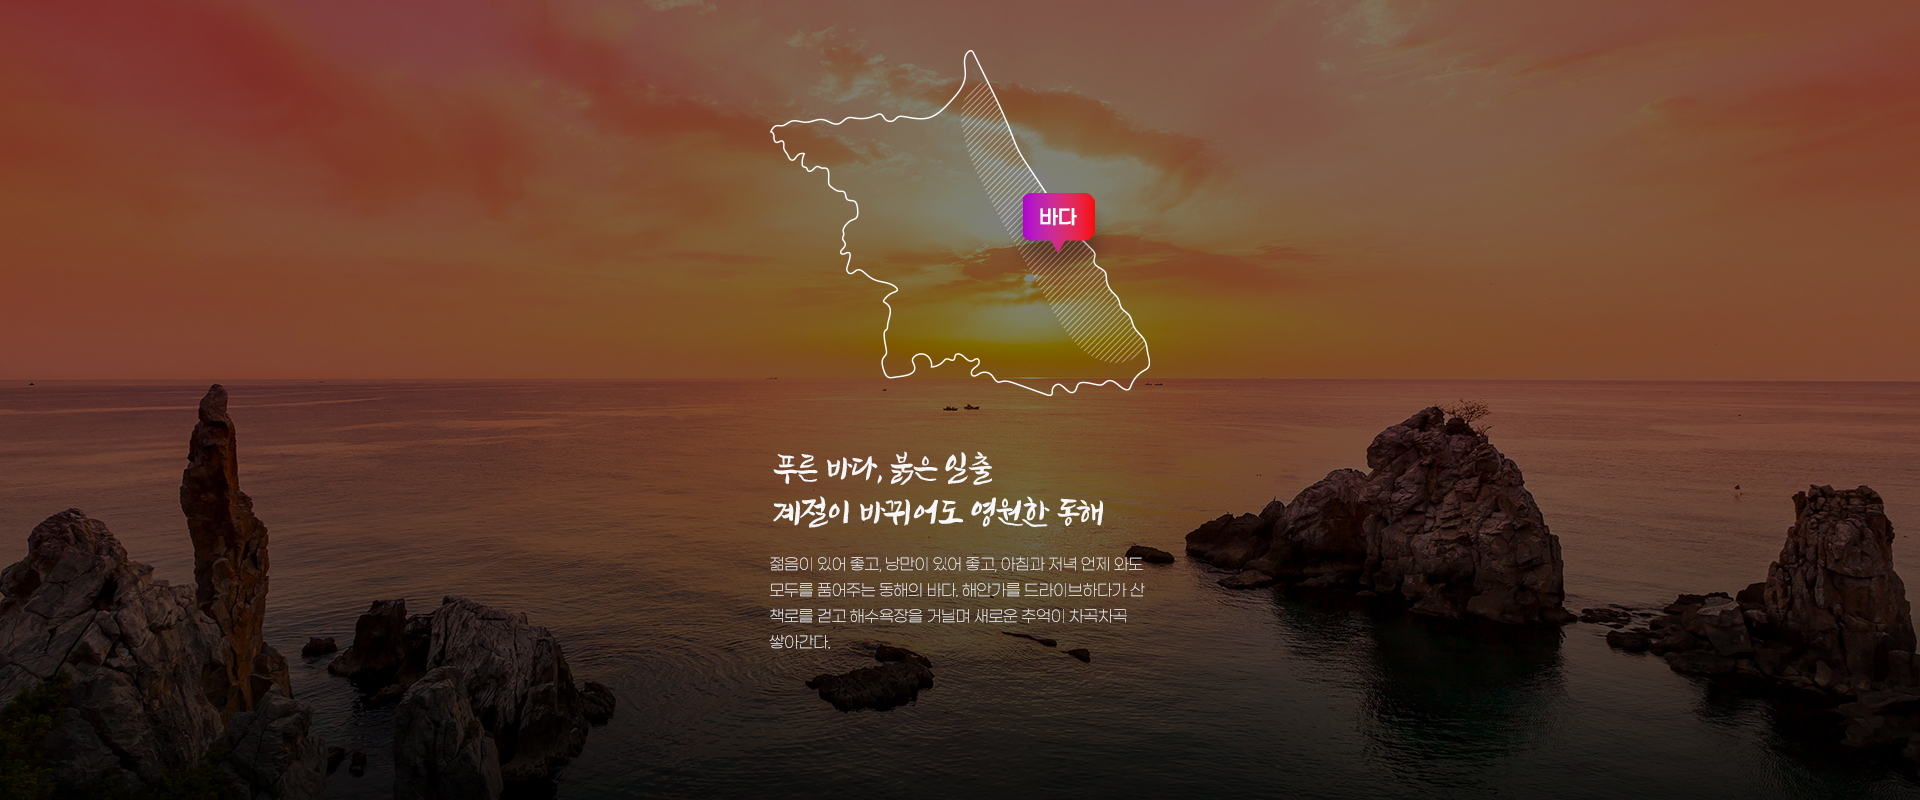 바다
푸른 바다, 붉은 일출
계절이 바뀌어도 영원한 동해
젊음이 있어 좋고, 낭만이 있어 좋고, 아침과 저녁 언제 와도
모두를 품어주는 동해의 바다. 해안가를 드라이브하다가 산
책로를 걷고 해수욕장을 거닐며 새로운 추억이 차곡차곡
쌓아간다.